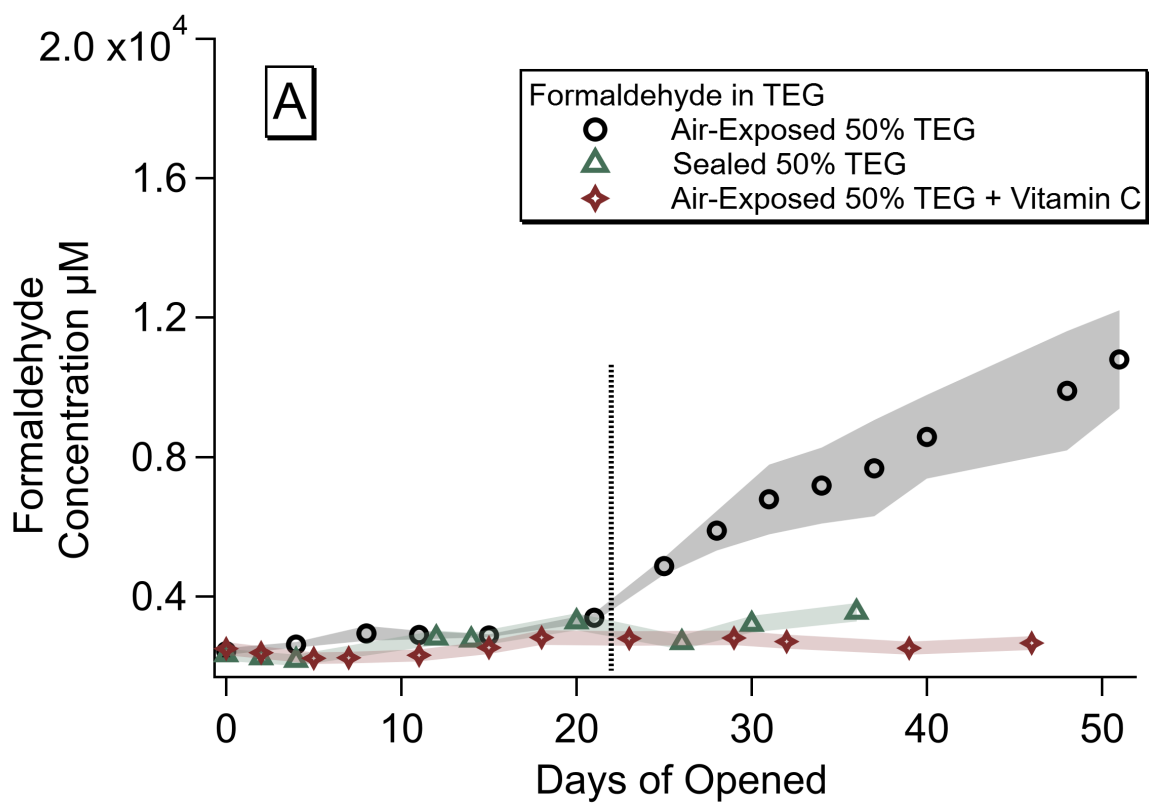 2.0 x10⁴
A
Formaldehyde in TEG
Air-Exposed 50% TEG
Sealed 50% TEG
Air-Exposed 50% TEG + Vitamin C
1.6
1.2
0.8
0.4
Formaldehyde
Concentration µM
0 10 20 30 40 50
Days of Opened